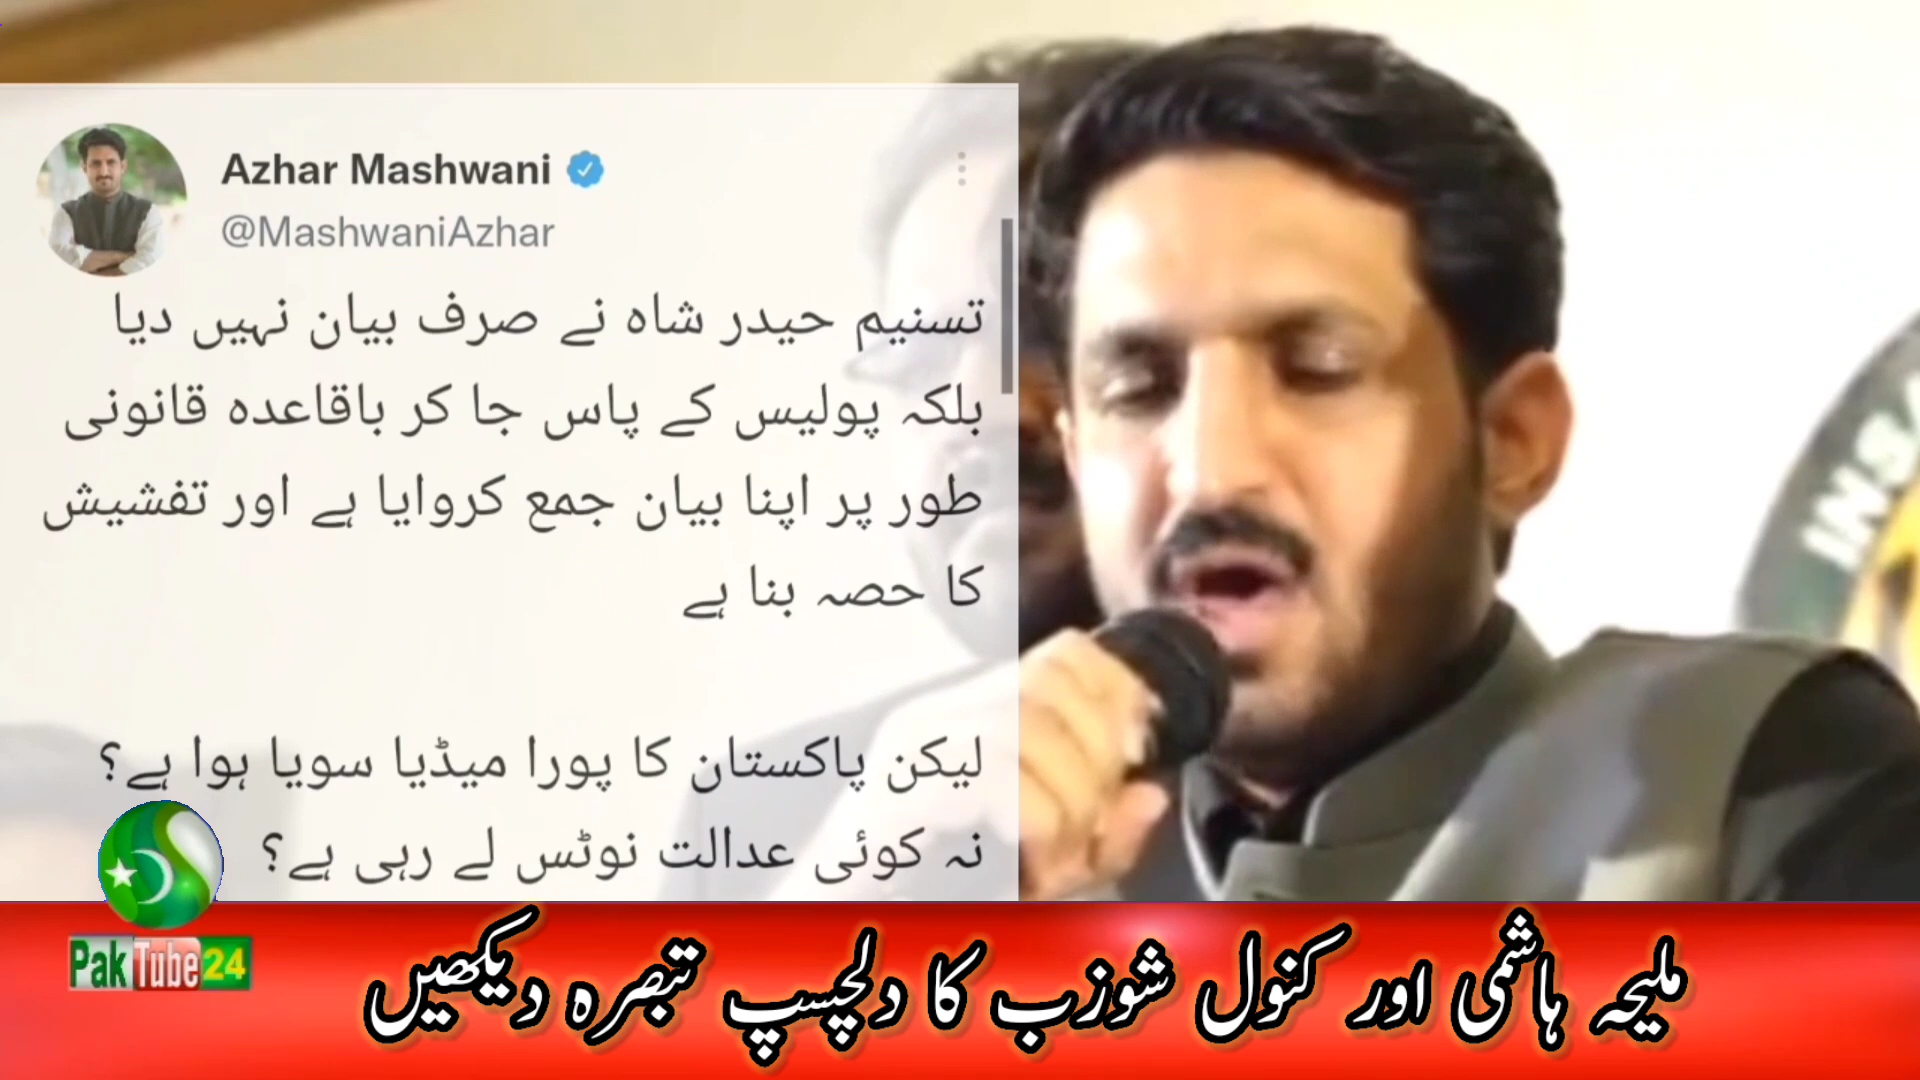 Azhar Mashwani
@MashwaniAzhar
تسنیم حیدر شاہ نے صرف بیان نہیں دیا
بلکہ پولیس کے پاس جا کر باقاعدہ قانونی
طور پر اپنا بیان جمع کروایا ہے اور تفشیش
کا حصہ بنا ہے
لیکن پاکستان کا پورا میڈیا سویا ہوا ہے؟
نہ کوئی عدالت نوٹس لے رہی ہے؟
INSA
PakTube24
ملیحہ ہاشمی اور کنول شوزب کا دلچسپ تبصرہ دیکھیں